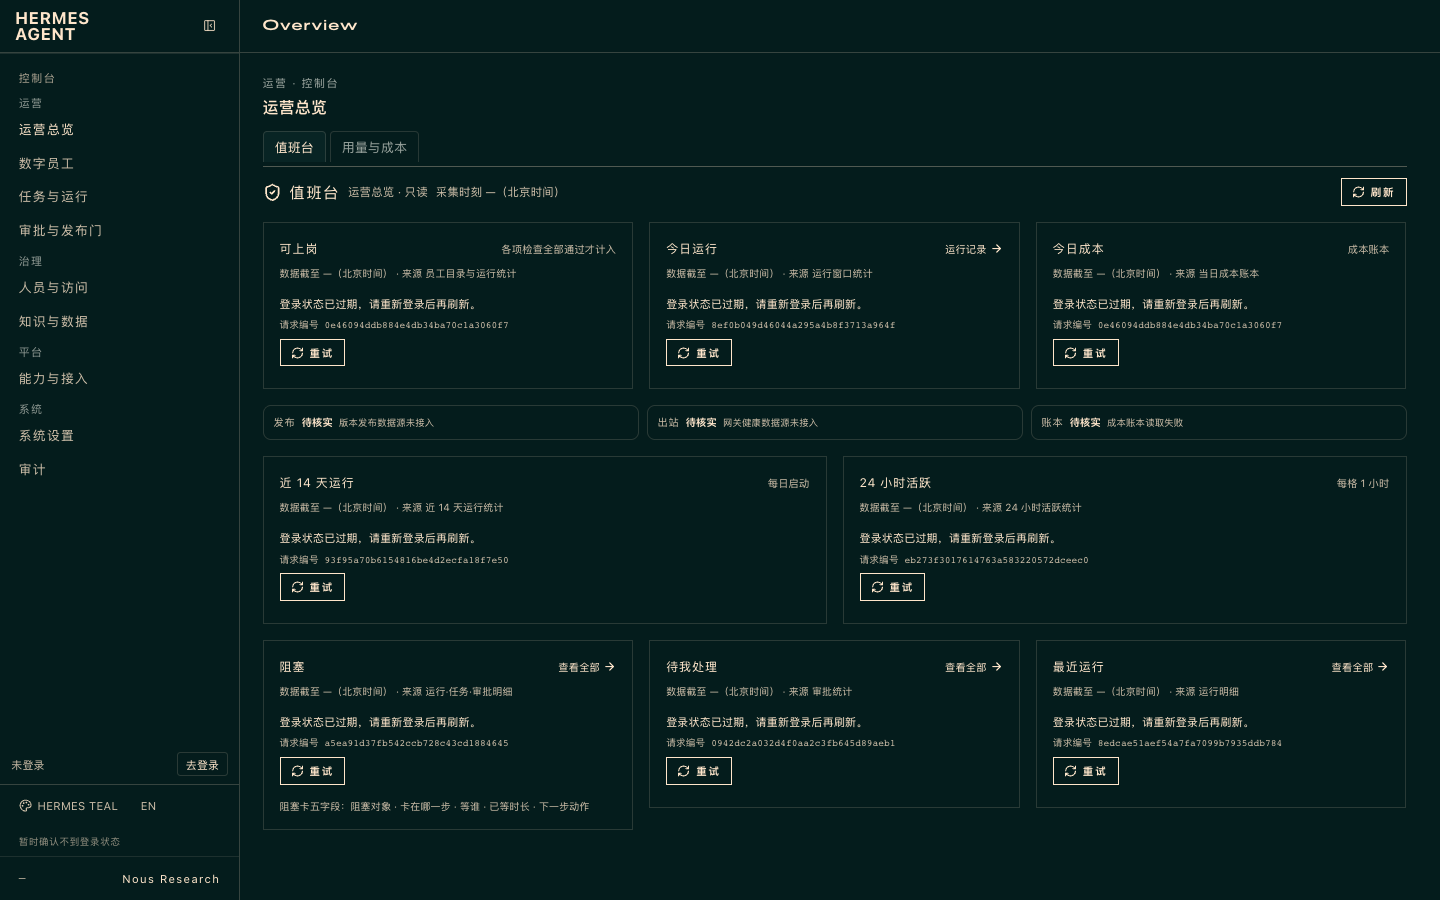 HERMES
AGENT
Overview
控制台
运营
运营总览
数字员工
任务与运行
审批与发布门
治理
人员与访问
知识与数据
平台
能力与接入
系统
系统设置
审计
未登录 去登录
HERMES TEAL EN
暂时确认不到登录状态
— Nous Research
运营 · 控制台
运营总览
值班台 用量与成本
值班台 运营总览 · 只读 采集时刻 —（北京时间） 刷新
可上岗 各项检查全部通过才计入
数据截至 —（北京时间） · 来源 员工目录与运行统计
登录状态已过期，请重新登录后再刷新。
请求编号 0e46094ddb884e4db34ba70c1a3060f7
重试
今日运行 运行记录 →
数据截至 —（北京时间） · 来源 运行窗口统计
登录状态已过期，请重新登录后再刷新。
请求编号 8ef0b049d46044a295a4b8f3713a964f
重试
今日成本 成本账本
数据截至 —（北京时间） · 来源 当日成本账本
登录状态已过期，请重新登录后再刷新。
请求编号 0e46094ddb884e4db34ba70c1a3060f7
重试
发布 待核实 版本发布数据源未接入
出站 待核实 网关健康数据源未接入
账本 待核实 成本账本读取失败
近 14 天运行 每日启动
数据截至 —（北京时间） · 来源 近 14 天运行统计
登录状态已过期，请重新登录后再刷新。
请求编号 93f95a70b6154816be4d2ecfa18f7e50
重试
24 小时活跃 每格 1 小时
数据截至 —（北京时间） · 来源 24 小时活跃统计
登录状态已过期，请重新登录后再刷新。
请求编号 eb273f3017614763a583220572dceec0
重试
阻塞 查看全部 →
数据截至 —（北京时间） · 来源 运行·任务·审批明细
登录状态已过期，请重新登录后再刷新。
请求编号 a5ea91d37fb542ccb728c43cd1884645
重试
阻塞卡五字段：阻塞对象 · 卡在哪一步 · 等谁 · 已等时长 · 下一步动作
待我处理 查看全部 →
数据截至 —（北京时间） · 来源 审批统计
登录状态已过期，请重新登录后再刷新。
请求编号 0942dc2a032d4f0aa2c3fb645d89aeb1
重试
最近运行 查看全部 →
数据截至 —（北京时间） · 来源 运行明细
登录状态已过期，请重新登录后再刷新。
请求编号 8edcae51aef54a7fa7099b7935ddb784
重试